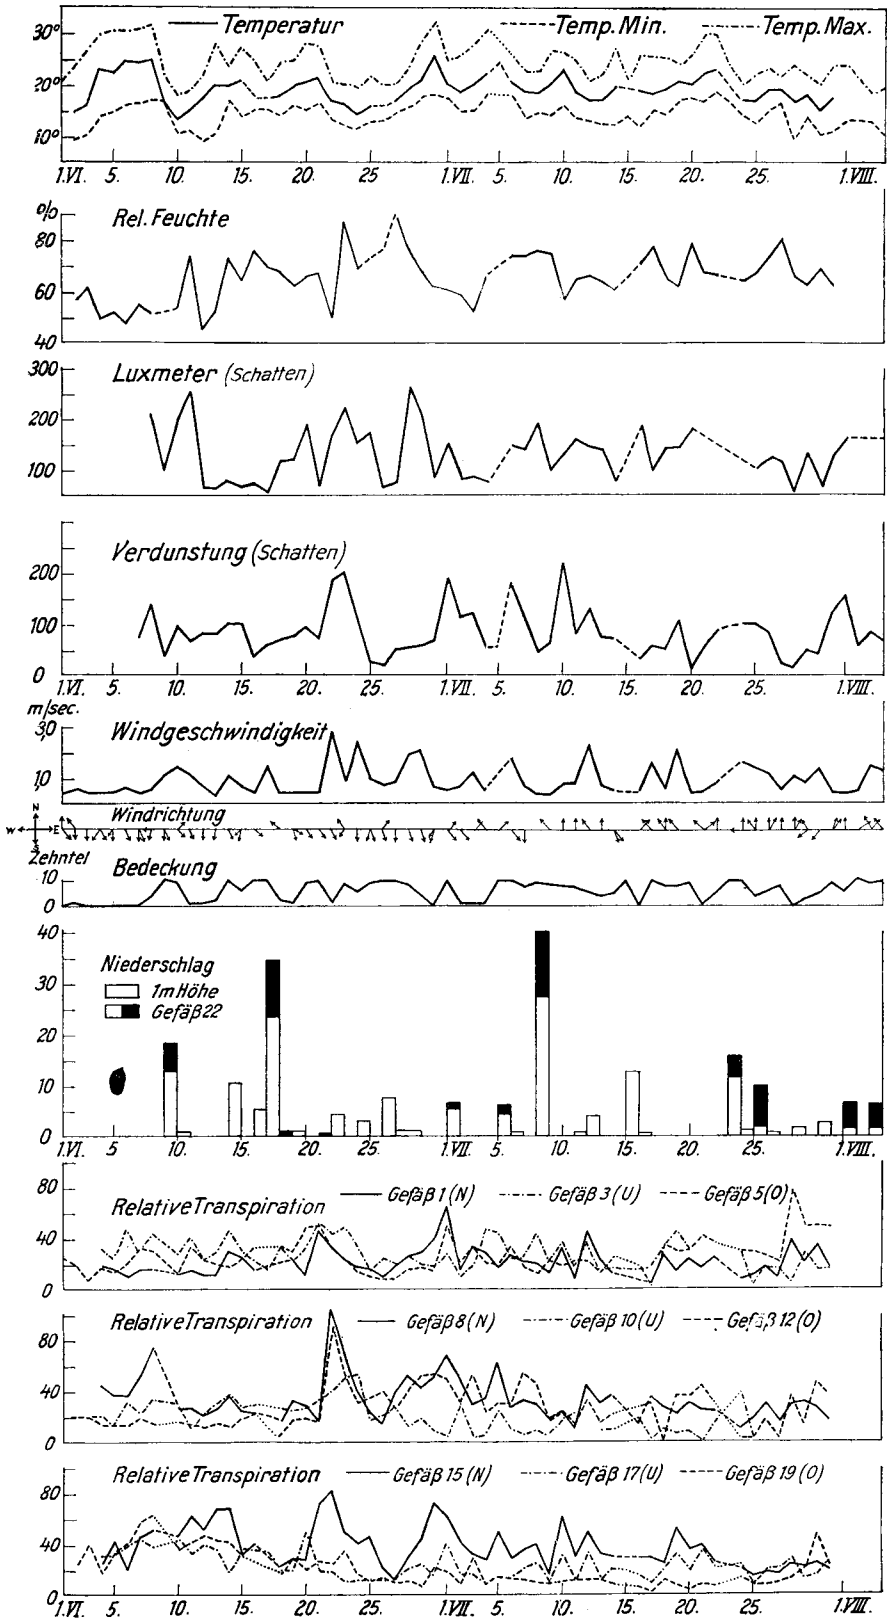 Temperatur Temp.Min. Temp.Max.
30°
20°
10°
1.VI. 5. 10. 15. 20. 25. 1.VII. 5. 10. 15. 20. 25. 1.VIII.
% Rel. Feuchte
80
60
40
300 Luxmeter (Schatten)
200
100
Verdunstung (Schatten)
200
100
0
1.VI. 5. 10. 15. 20. 25. 1.VII. 5. 10. 15. 20. 25. 1.VIII.
m/sec.
3,0 Windgeschwindigkeit
1,0
N
W E Windrichtung
S
Zehntel Bedeckung
10
0
40
Niederschlag
30 1m Höhe
Gefäß 22
20
10
0
1.VI. 5 10. 15. 20. 25. 1.VII. 5. 10. 15. 20. 25. 1.VIII.
80 Relative Transpiration Gefäß 1 (N) Gefäß 3 (U) Gefäß 5 (O)
40
0
80 Relative Transpiration Gefäß 8 (N) Gefäß 10 (U) Gefäß 12 (O)
40
0
Relative Transpiration Gefäß 15 (N) Gefäß 17 (U) Gefäß 19 (O)
80
40
0
1.VI. 5. 10. 15. 20. 25. 1.VII. 5. 10. 15. 20. 25. 1.VIII.